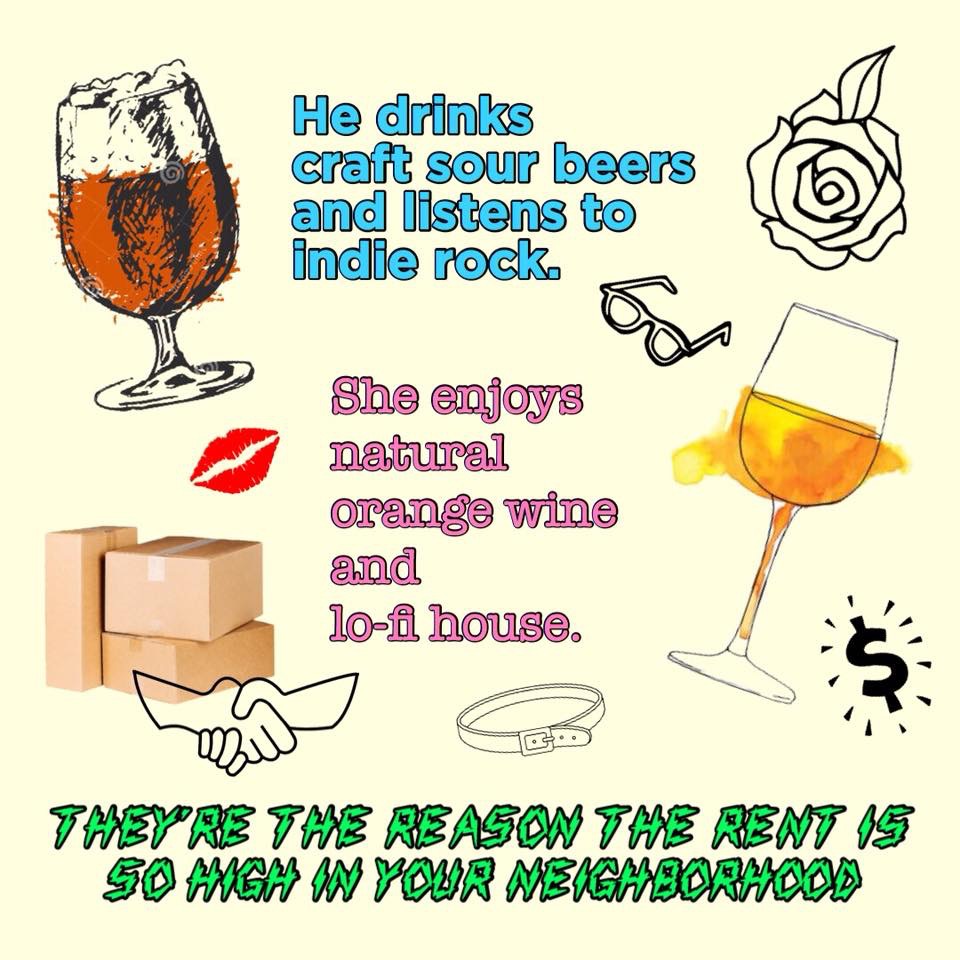 He drinks
craft sour beers
and listens to
indie rock.
She enjoys
natural
orange wine
and
lo-fi house.
$
THEY'RE THE REASON THE RENT IS
SO HIGH IN YOUR NEIGHBORHOOD